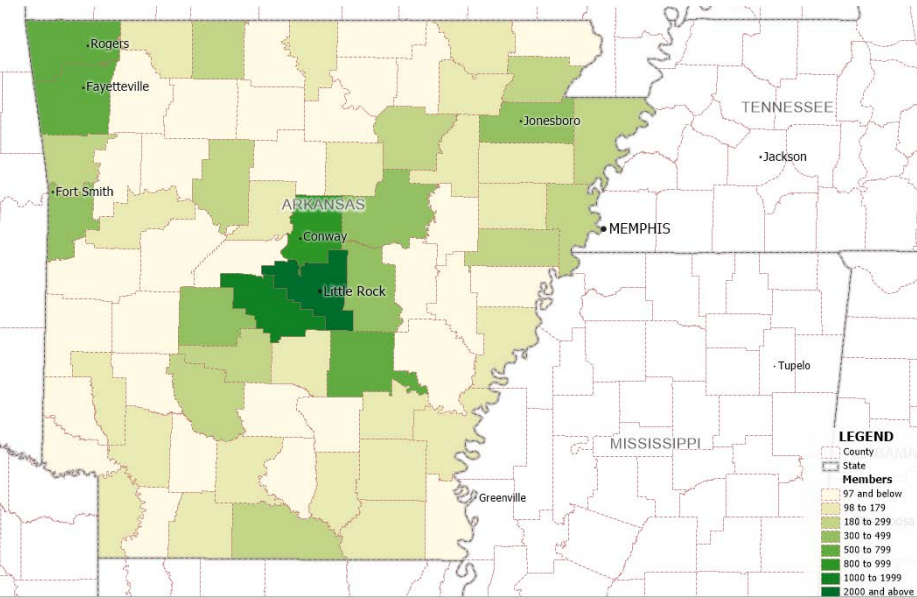 Rogers
Fayetteville
TENNESSEE
Jonesboro
Jackson
Fort Smith
ARKANSAS
MEMPHIS
Conway
Little Rock
Tupelo
MISSISSIPPI
Greenville
LEGEND
County
State
Members
97 and below
98 to 179
180 to 299
300 to 499
500 to 799
800 to 999
1000 to 1999
2000 and above